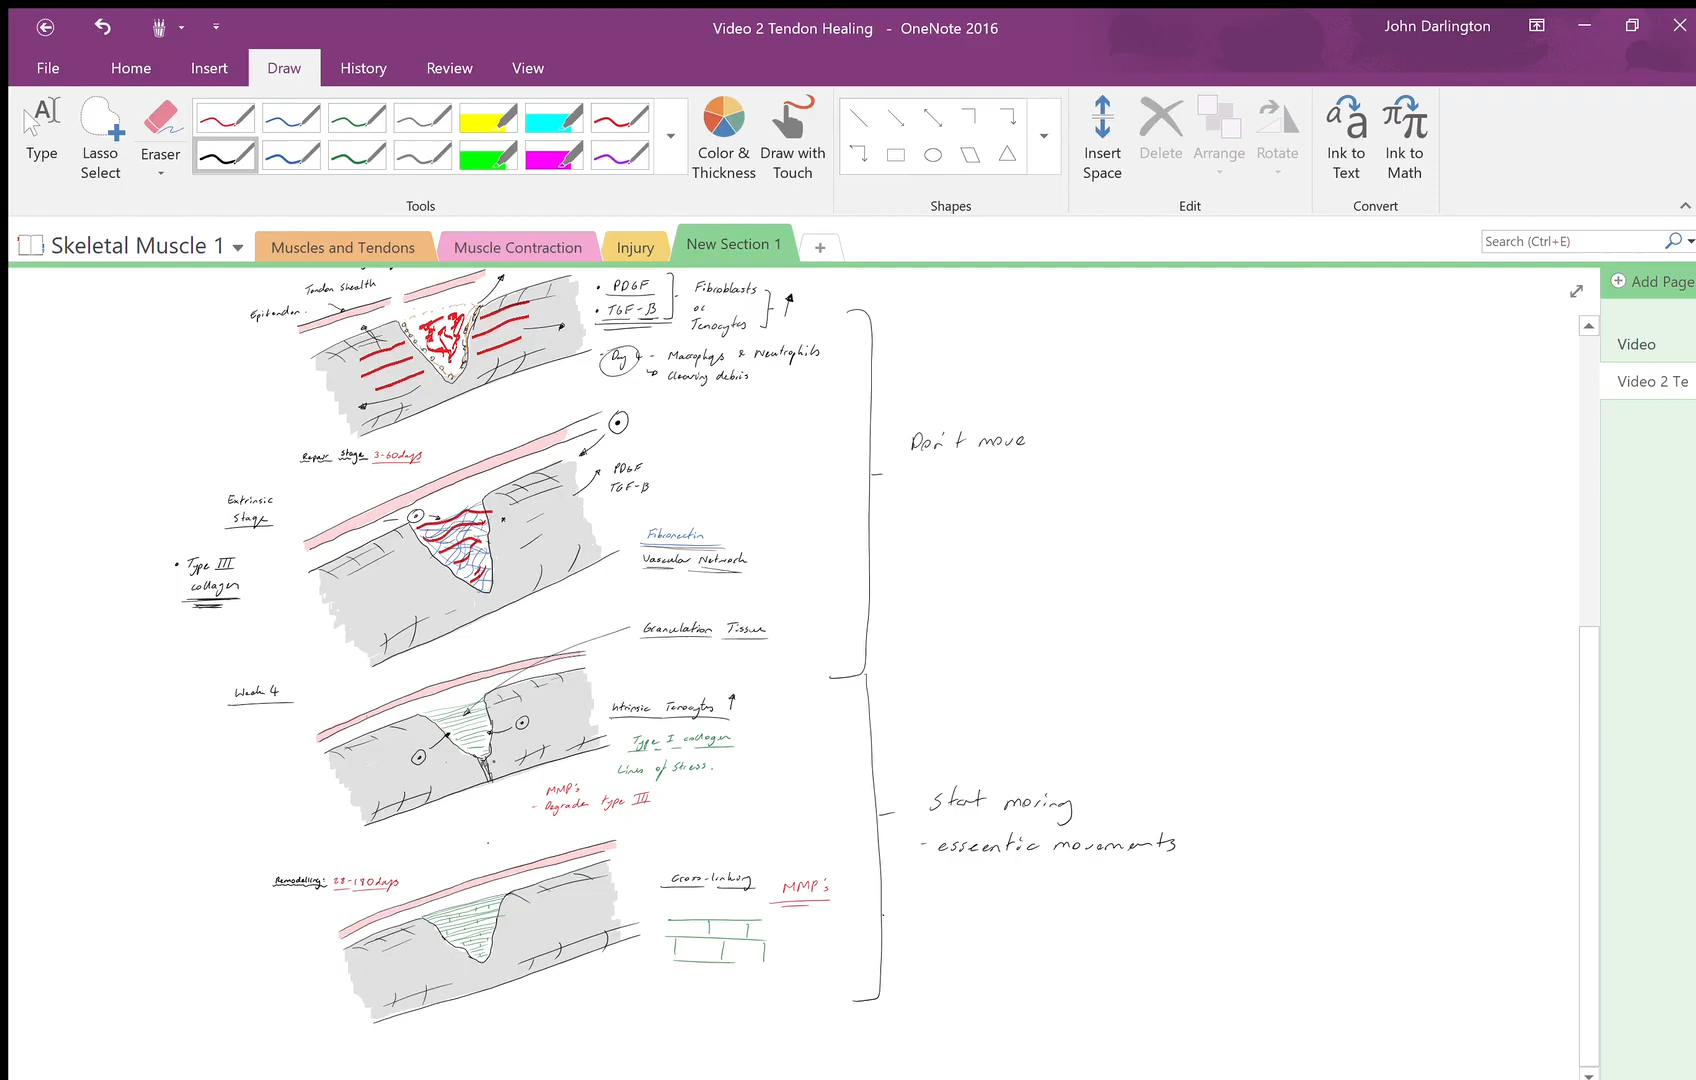 Video 2 Tendon Healing - OneNote 2016
John Darlington
File
Home
Insert
Draw
History
Review
View
Type
Lasso Select
Eraser
Color & Thickness
Draw with Touch
Insert Space
Delete
Arrange
Rotate
Ink to Text
Ink to Math
Tools
Shapes
Edit
Convert
Skeletal Muscle 1
Muscles and Tendons
Muscle Contraction
Injury
New Section 1
Search (Ctrl+E)
Add Page
Video
Video 2 Te
Tendon Sheath
Epitendon
• PDGF
• TGF-B
Fibroblasts
or
Tenocytes
Day 4 - Macrophgs & Neutrophils
Clearing debris
Don't move
Repair Stage 3-60days
PDGF
TGF-B
Extrinsic
Stage
• Type III
collagen
Fibronectin
Vascular Network
Granulation Tissue
Week 4
Intrinsic Tenocytes
Type I collagen
Lines of Stress.
MMP's
- Degrades type III
Start moving
- esseentic movements
Remodelling: 28-180days
Cross-linking
MMP's